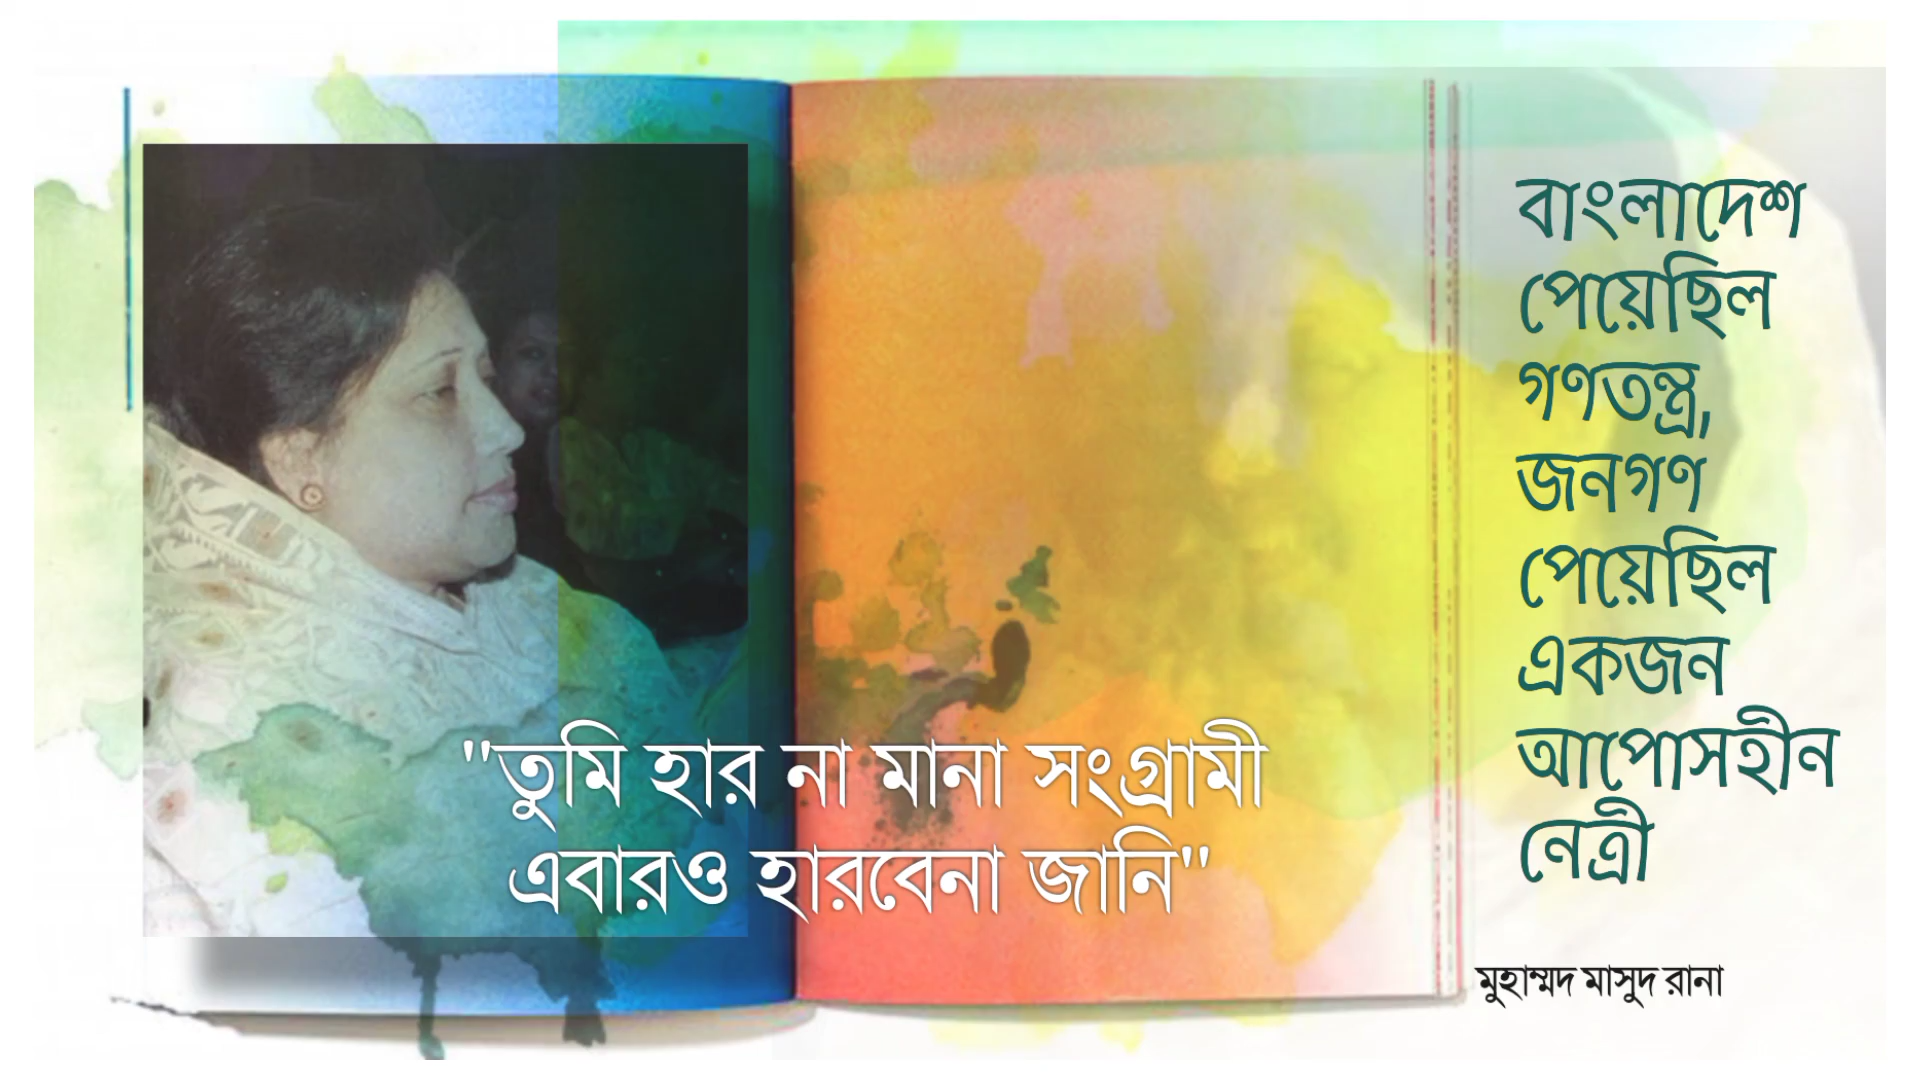 বাংলাদেশ
পেয়েছিল
গণতন্ত্র,
জনগণ
পেয়েছিল
একজন
আপোসহীন
নেত্রী
"তুমি হার না মানা সংগ্রামী
এবারও হারবেনা জানি"
মুহাম্মদ মাসুদ রানা